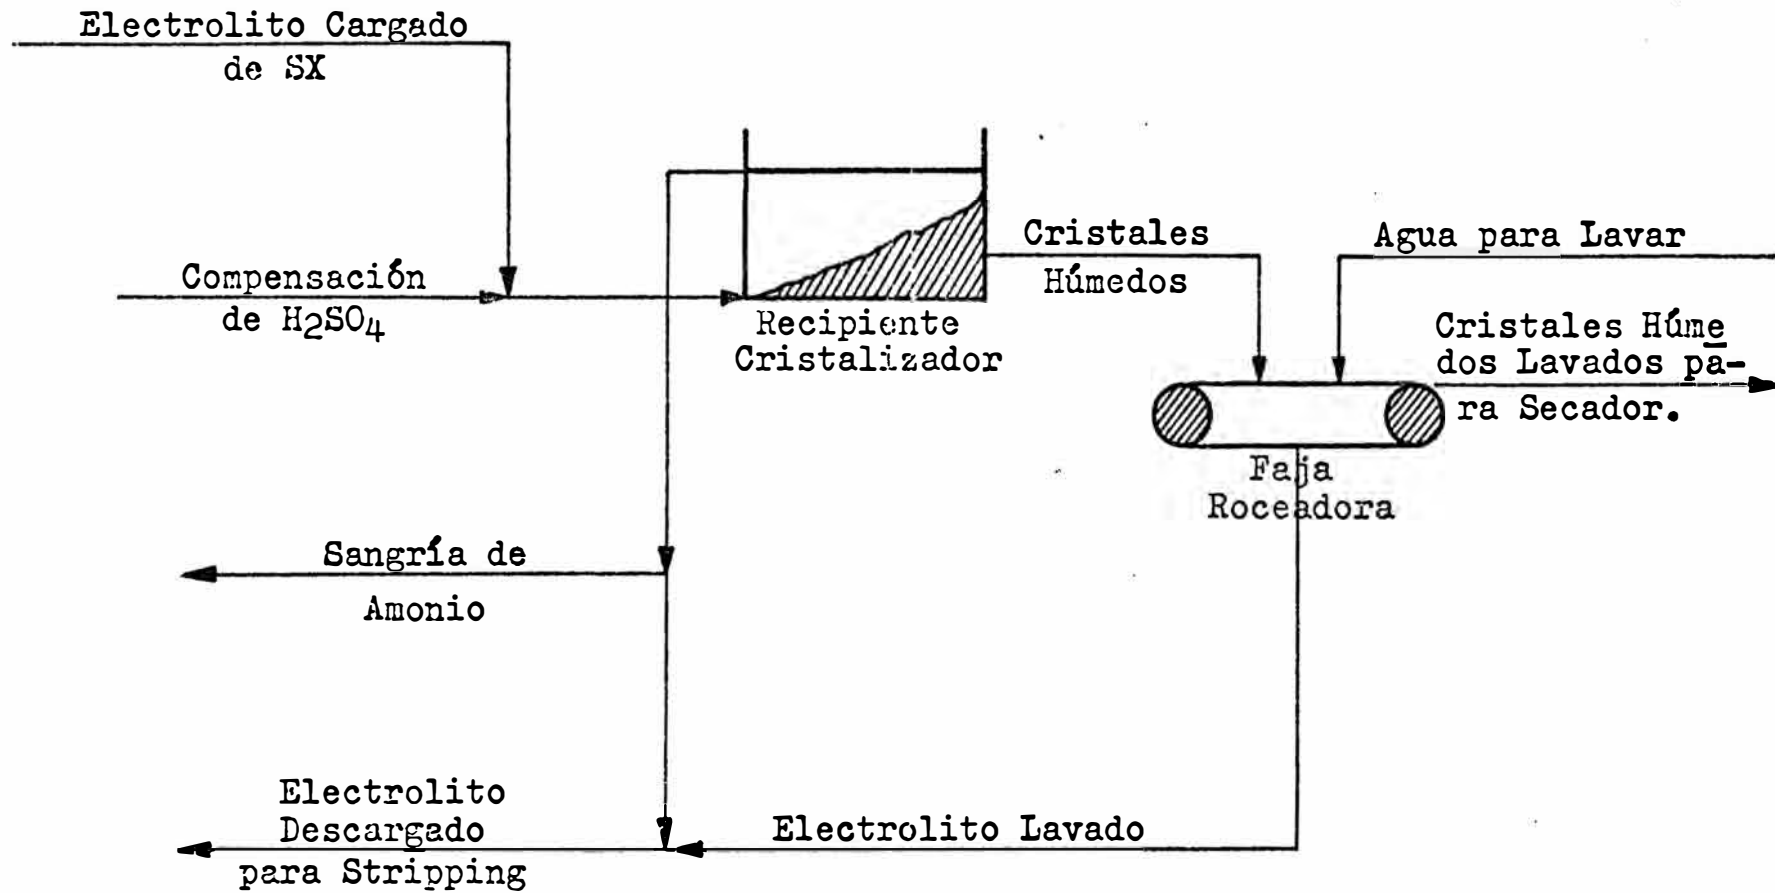 Electrolito Cargado
de SX
Compensación
de H2SO4
Recipiente
Cristalizador
Cristales
Húmedos
Agua para Lavar
Cristales Húme
dos Lavados pa-
ra Secador.
Faja
Roceadora
Sangría de
Amonio
Electrolito
Descargado
para Stripping
Electrolito Lavado